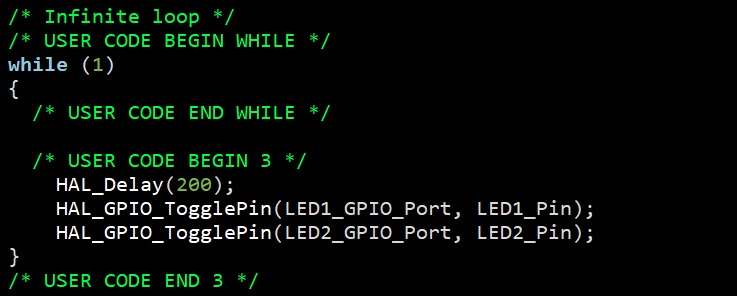 /* Infinite loop */
/* USER CODE BEGIN WHILE */
while (1)
{
/* USER CODE END WHILE */
/* USER CODE BEGIN 3 */
HAL_Delay(200);
HAL_GPIO_TogglePin(LED1_GPIO_Port, LED1_Pin);
HAL_GPIO_TogglePin(LED2_GPIO_Port, LED2_Pin);
}
/* USER CODE END 3 */